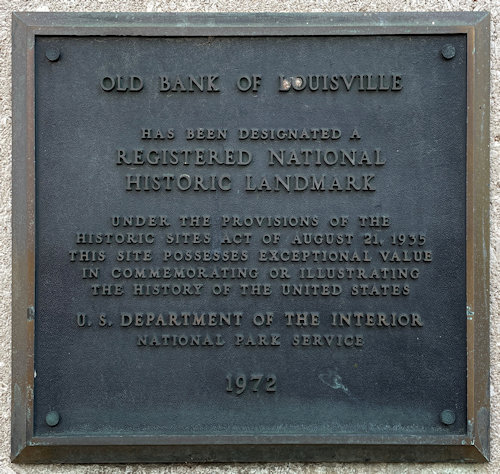 OLD BANK OF LOUISVILLE
HAS BEEN DESIGNATED A
REGISTERED NATIONAL
HISTORIC LANDMARK
UNDER THE PROVISIONS OF THE
HISTORIC SITES ACT OF AUGUST 21, 1935
THIS SITE POSSESSES EXCEPTIONAL VALUE
IN COMMEMORATING OR ILLUSTRATING
THE HISTORY OF THE UNITED STATES
U. S. DEPARTMENT OF THE INTERIOR
NATIONAL PARK SERVICE
1972